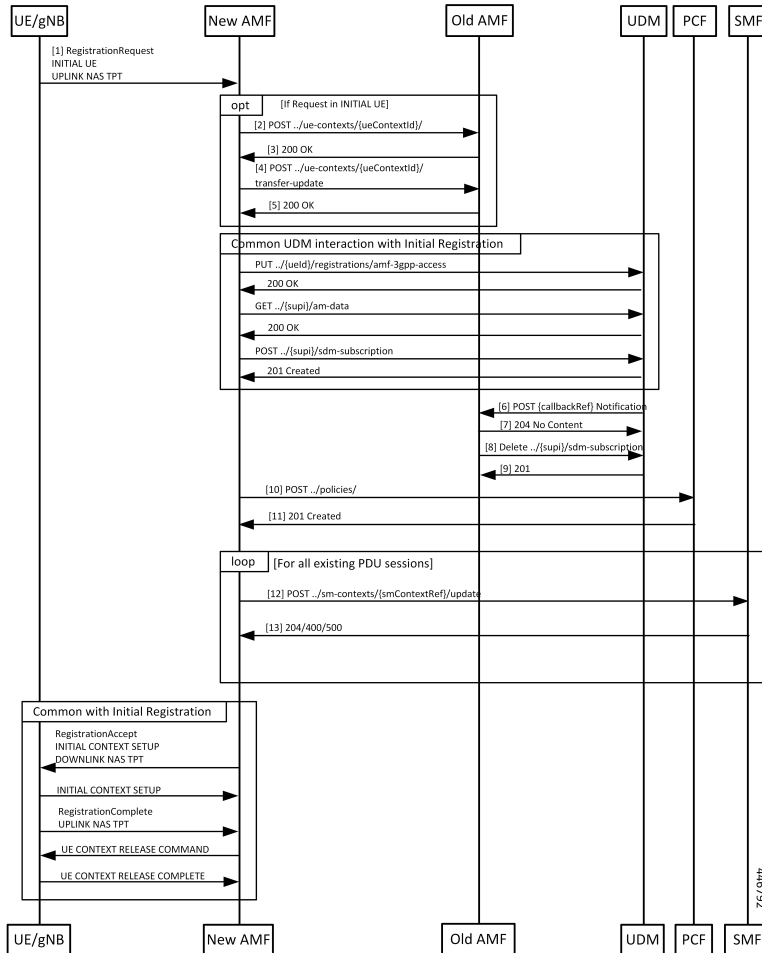 UE/gNB
New AMF
Old AMF
UDM
PCF
SMF
[1] RegistrationRequest
INITIAL UE
UPLINK NAS TPT
opt
[If Request in INITIAL UE]
[2] POST ../ue-contexts/{ueContextId}/
[3] 200 OK
[4] POST ../ue-contexts/{ueContextId}/
transfer-update
[5] 200 OK
Common UDM interaction with Initial Registration
PUT ../{ueId}/registrations/amf-3gpp-access
200 OK
GET ../{supi}/am-data
200 OK
POST ../{supi}/sdm-subscription
201 Created
[6] POST {callbackRef} Notification
[7] 204 No Content
[8] Delete ../{supi}/sdm-subscription
[9] 201
[10] POST ../policies/
[11] 201 Created
loop
[For all existing PDU sessions]
[12] POST ../sm-contexts/{smContextRef}/update
[13] 204/400/500
Common with Initial Registration
RegistrationAccept
INITIAL CONTEXT SETUP
DOWNLINK NAS TPT
INITIAL CONTEXT SETUP
RegistrationComplete
UPLINK NAS TPT
UE CONTEXT RELEASE COMMAND
UE CONTEXT RELEASE COMPLETE
446792
UE/gNB
New AMF
Old AMF
UDM
PCF
SMF